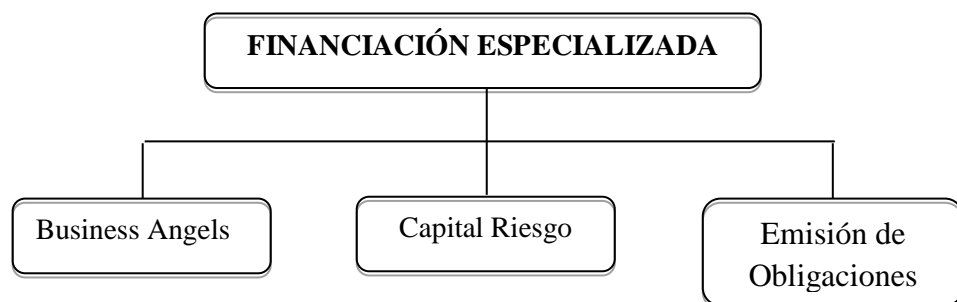 FINANCIACIÓN ESPECIALIZADA
Business Angels
Capital Riesgo
Emisión de
Obligaciones